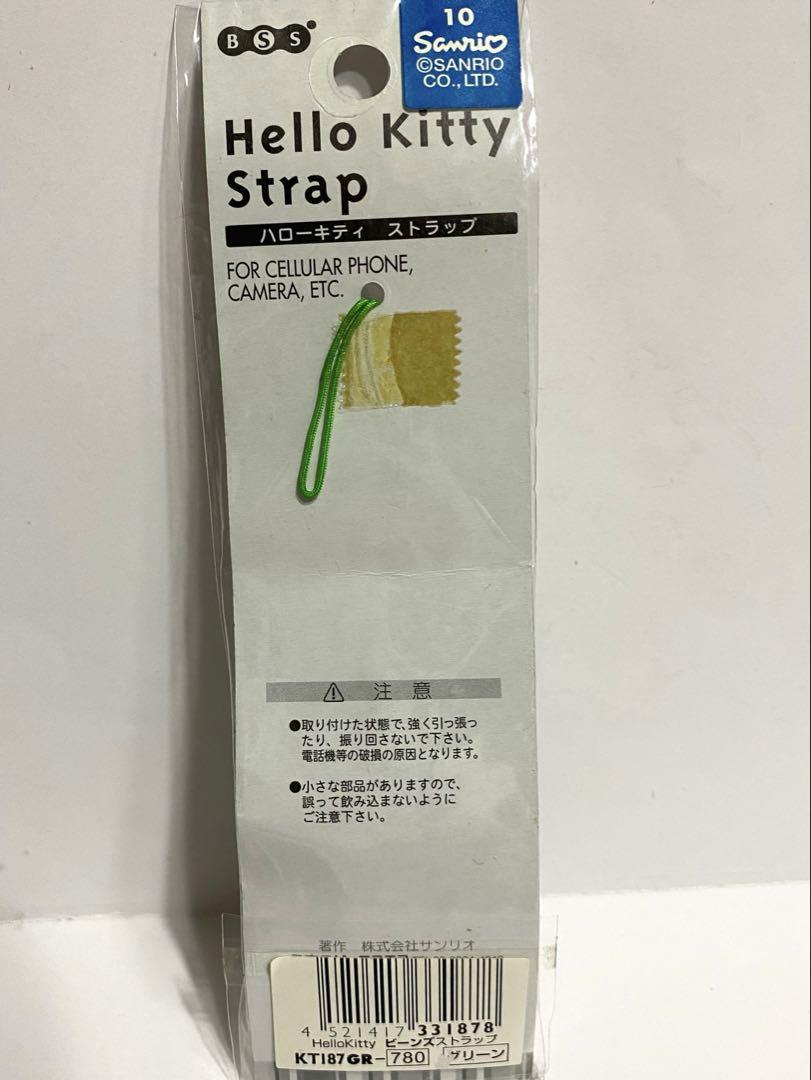 BSS
10
Sanrio
©SANRIO
CO.,LTD.
Hello Kitty
Strap
ハローキティ ストラップ
FOR CELLULAR PHONE,
CAMERA, ETC.
⚠ 注 意
●取り付けた状態で、強く引っ張っ
たり、振り回さないで下さい。
電話機等の破損の原因となります。
●小さな部品がありますので、
誤って飲み込まないように
ご注意下さい。
著作 株式会社サンリオ
4 521417 331878
HelloKitty ビーンズストラップ
KT187GR-780 グリーン